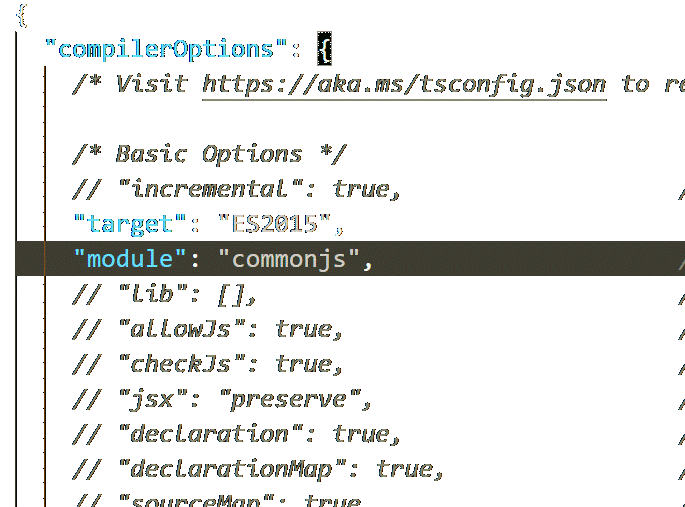 {
"compilerOptions": {
/* Visit https://aka.ms/tsconfig.json to re
/* Basic Options */
// "incremental": true, /
"target": "ES2015",
"module": "commonjs", /
// "lib": [], /
// "allowJs": true, /
// "checkJs": true, /
// "jsx": "preserve", /
// "declaration": true, /
// "declarationMap": true, /
// "sourceMap": true